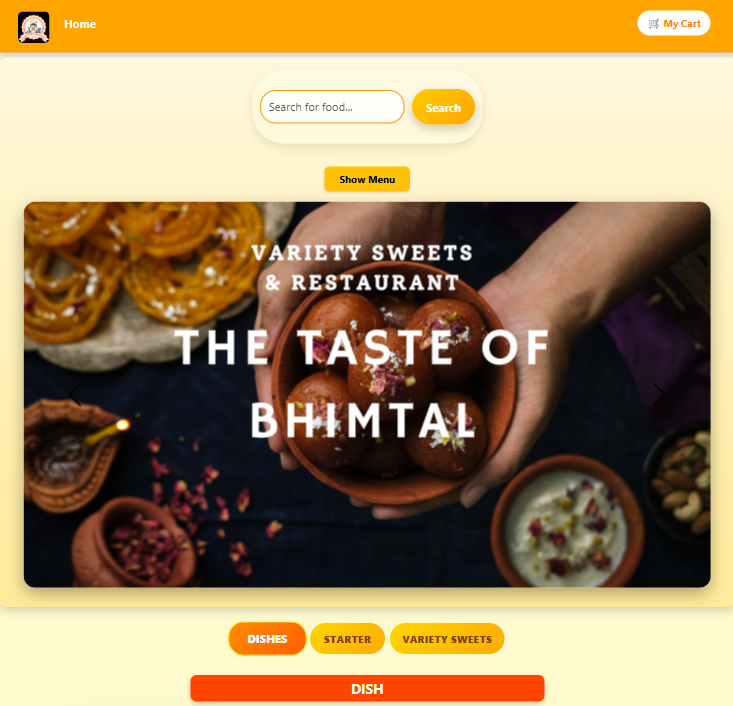 Home
🛒 My Cart
Search for food...
Search
Show Menu
VARIETY SWEETS
& RESTAURANT
THE TASTE OF
BHIMTAL
DISHES
STARTER
VARIETY SWEETS
DISH